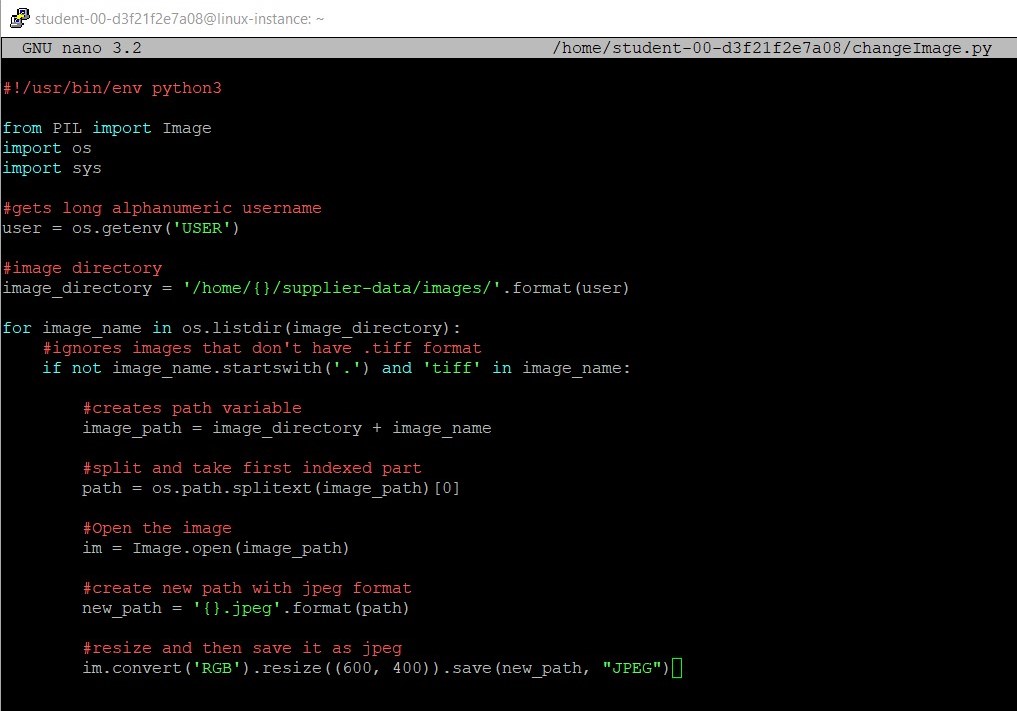 student-00-d3f21f2e7a08@linux-instance: ~
GNU nano 3.2 /home/student-00-d3f21f2e7a08/changeImage.py
#!/usr/bin/env python3
from PIL import Image
import os
import sys
#gets long alphanumeric username
user = os.getenv('USER')
#image directory
image_directory = '/home/{}/supplier-data/images/'.format(user)
for image_name in os.listdir(image_directory):
    #ignores images that don't have .tiff format
    if not image_name.startswith('.') and 'tiff' in image_name:
        #creates path variable
        image_path = image_directory + image_name
        #split and take first indexed part
        path = os.path.splitext(image_path)[0]
        #Open the image
        im = Image.open(image_path)
        #create new path with jpeg format
        new_path = '{}.jpeg'.format(path)
        #resize and then save it as jpeg
        im.convert('RGB').resize((600, 400)).save(new_path, "JPEG")